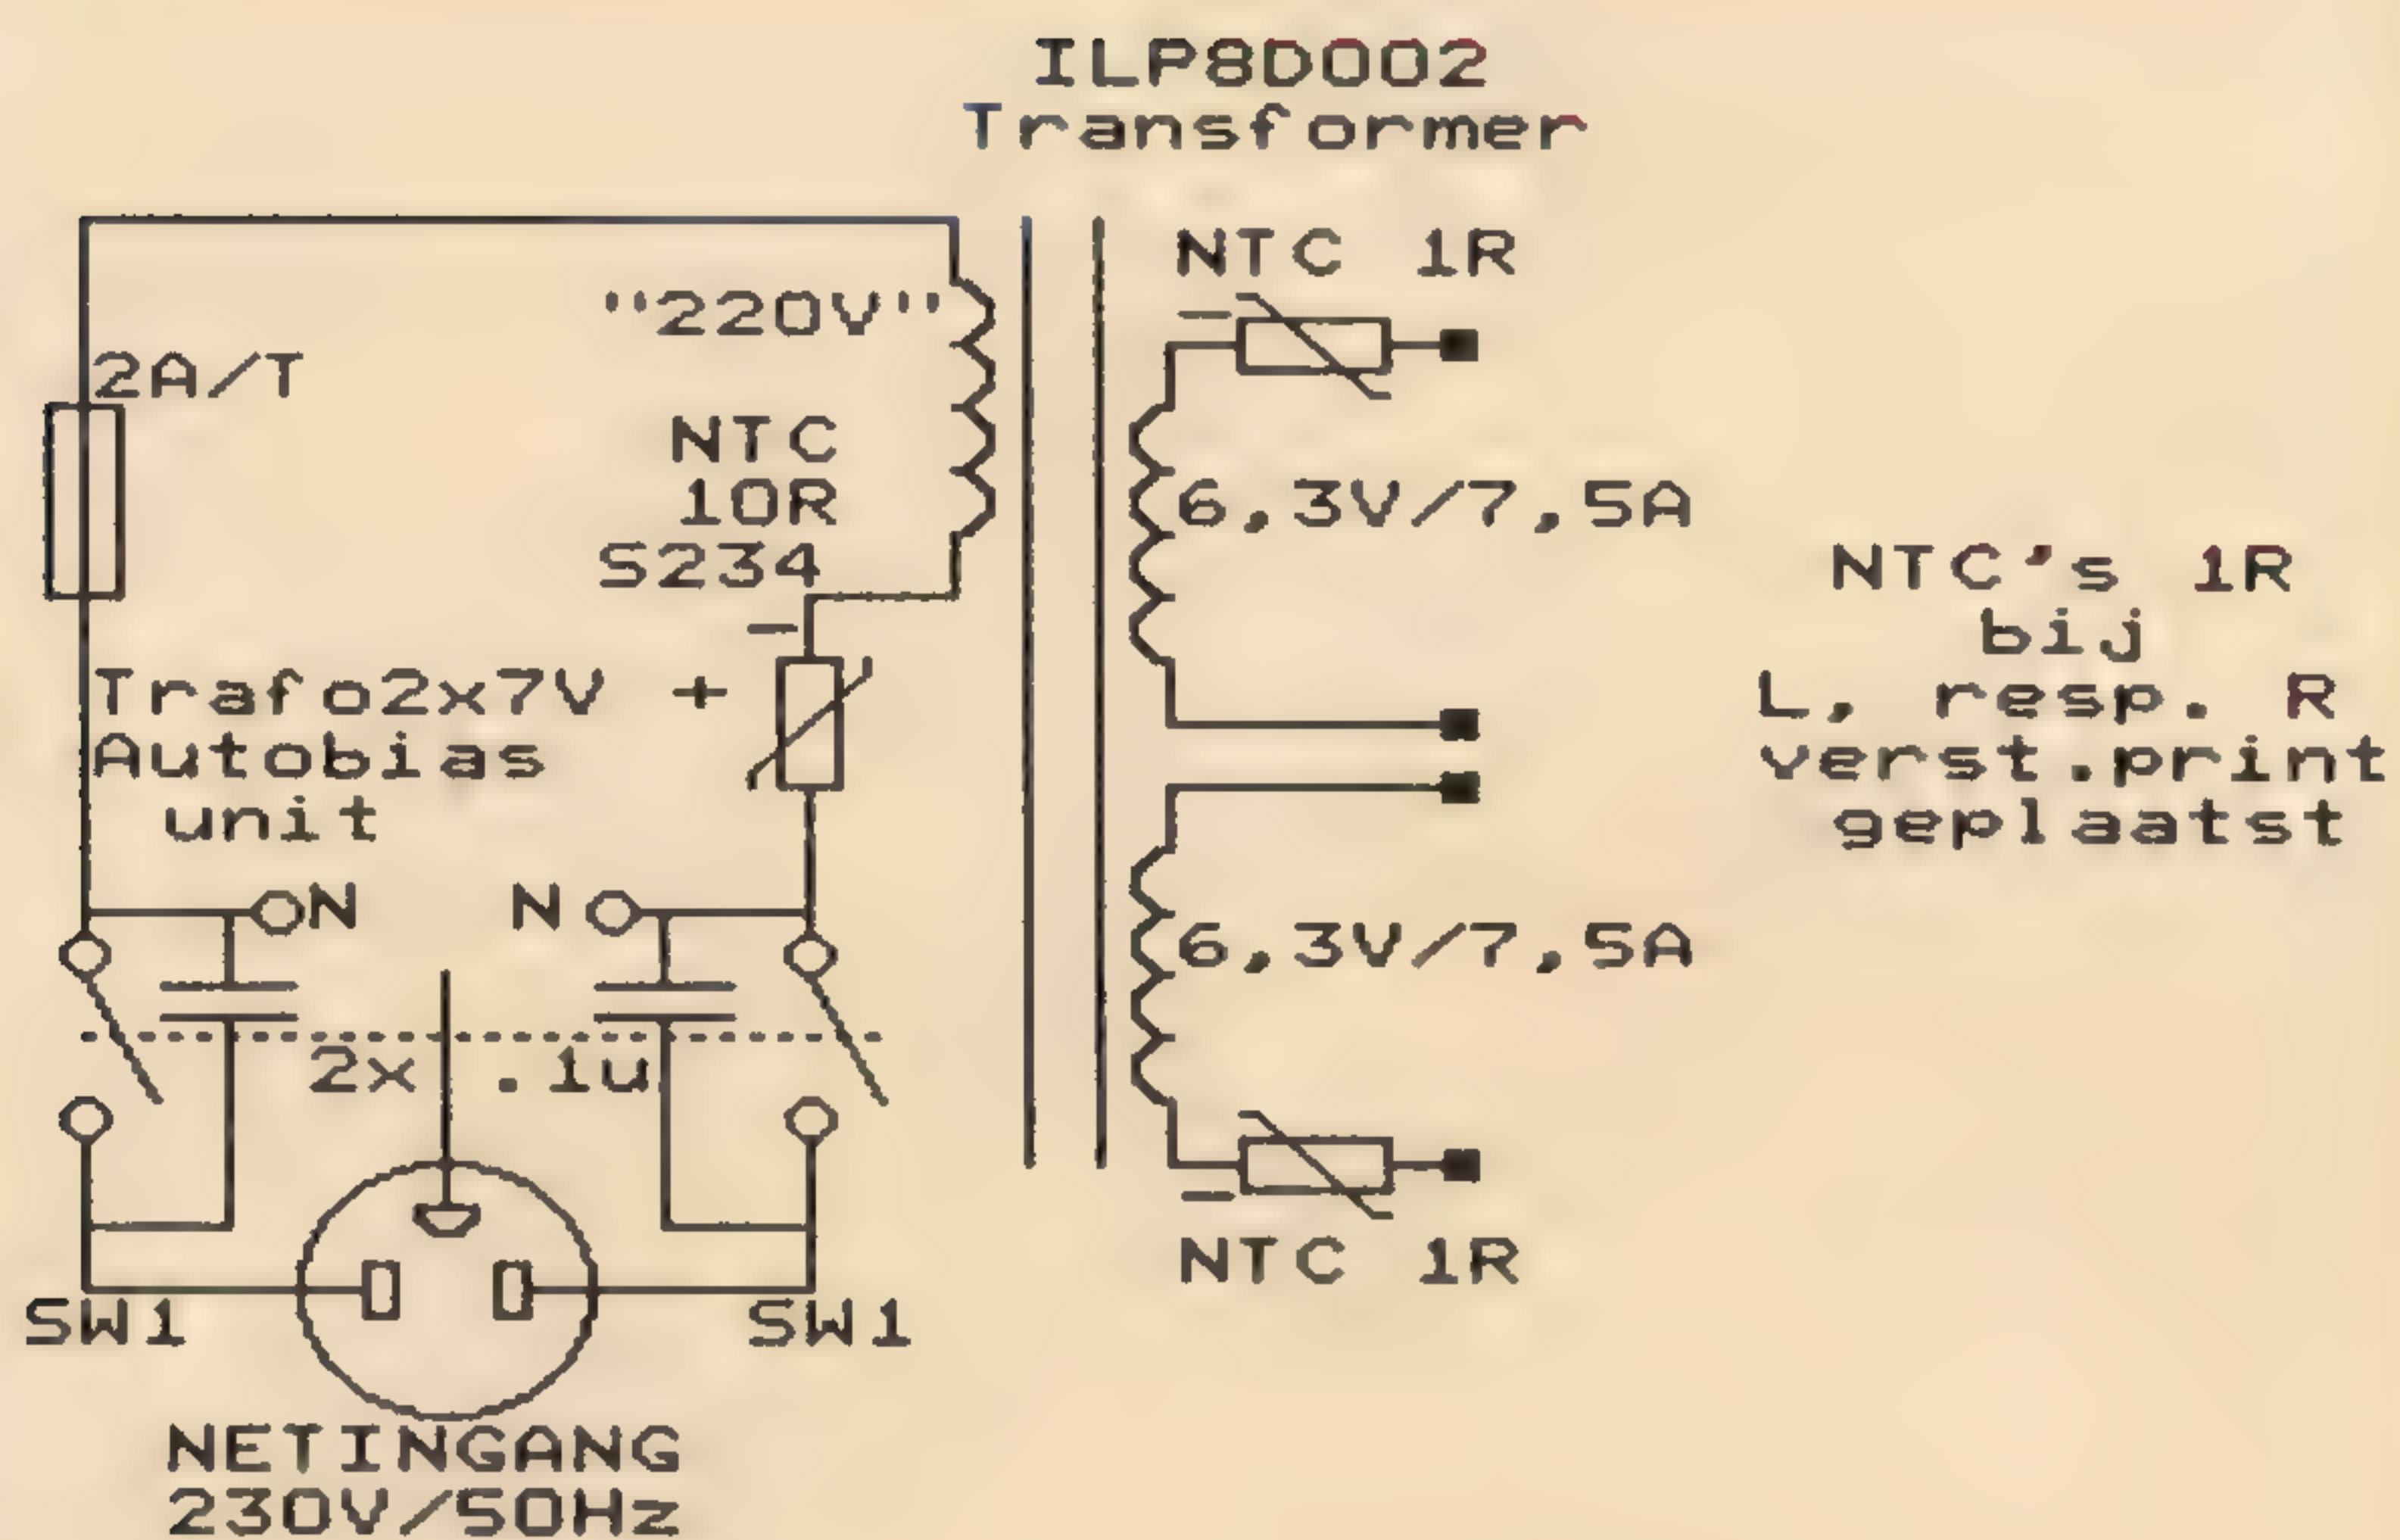 ILP8D002
Transformer
NTC 1R
"220V"
2A/T
NTC
10R
S234
6,3V/7,5A
NTC's 1R
bij
L, resp. R
verst.print
geplaatst
-
Trafo2x7V +
Autobias
unit
N
N
6,3V/7,5A
2x .1u
NTC 1R
SW1
SW1
NETINGANG
230V/50Hz